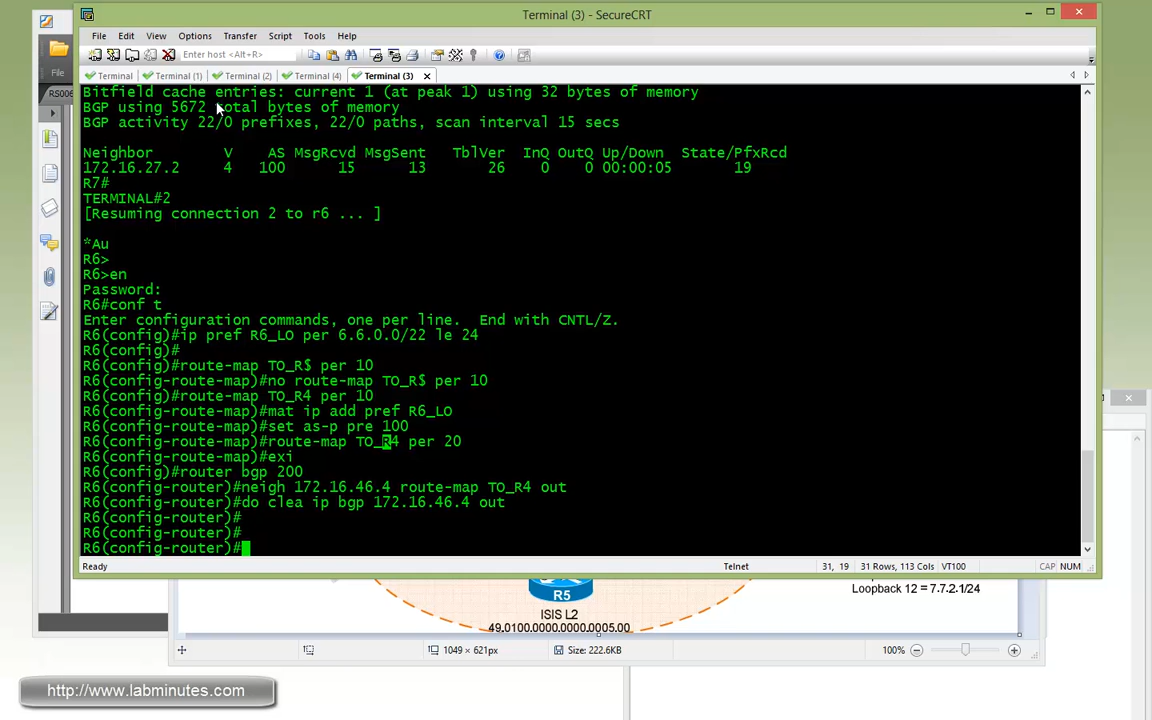 Terminal (3) - SecureCRT
File Edit View Options Transfer Script Tools Help
Enter host <Alt+R>
File
Terminal Terminal (1) Terminal (2) Terminal (4) Terminal (3)
RS006
Bitfield cache entries: current 1 (at peak 1) using 32 bytes of memory
BGP using 5672 total bytes of memory
BGP activity 22/0 prefixes, 22/0 paths, scan interval 15 secs
Neighbor V AS MsgRcvd MsgSent TblVer InQ OutQ Up/Down State/PfxRcd
172.16.27.2 4 100 15 13 26 0 0 00:00:05 19
R7#
TERMINAL#2
[Resuming connection 2 to r6 ... ]
*Au
R6>
R6>en
Password:
R6#conf t
Enter configuration commands, one per line. End with CNTL/Z.
R6(config)#ip pref R6_LO per 6.6.0.0/22 le 24
R6(config)#
R6(config)#route-map TO_R$ per 10
R6(config-route-map)#no route-map TO_R$ per 10
R6(config)#route-map TO_R4 per 10
R6(config-route-map)#mat ip add pref R6_LO
R6(config-route-map)#set as-p pre 100
R6(config-route-map)#route-map TO_R4 per 20
R6(config-route-map)#exi
R6(config)#router bgp 200
R6(config-router)#neigh 172.16.46.4 route-map TO_R4 out
R6(config-router)#do clea ip bgp 172.16.46.4 out
R6(config-router)#
R6(config-router)#
R6(config-router)#
Ready Telnet 31, 19 31 Rows, 113 Cols VT100 CAP NUM
R5
Loopback 12 = 7.7.2.1/24
ISIS L2
49.0100.0000.0000.0005.00
1049 × 621px Size: 222.6KB 100%
http://www.labminutes.com